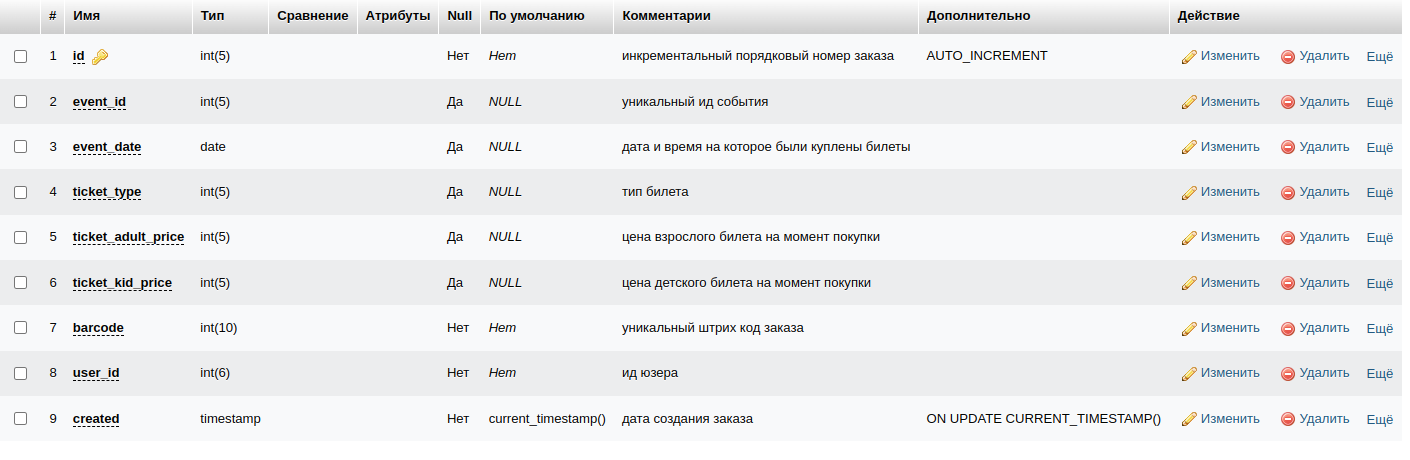 # Имя Тип Сравнение Атрибуты Null По умолчанию Комментарии Дополнительно Действие
1 id int(5) Нет Нет инкрементальный порядковый номер заказа AUTO_INCREMENT Изменить Удалить Ещё
2 event_id int(5) Да NULL уникальный ид события Изменить Удалить Ещё
3 event_date date Да NULL дата и время на которое были куплены билеты Изменить Удалить Ещё
4 ticket_type int(5) Да NULL тип билета Изменить Удалить Ещё
5 ticket_adult_price int(5) Да NULL цена взрослого билета на момент покупки Изменить Удалить Ещё
6 ticket_kid_price int(5) Да NULL цена детского билета на момент покупки Изменить Удалить Ещё
7 barcode int(10) Нет Нет уникальный штрих код заказа Изменить Удалить Ещё
8 user_id int(6) Нет Нет ид юзера Изменить Удалить Ещё
9 created timestamp Нет current_timestamp() дата создания заказа ON UPDATE CURRENT_TIMESTAMP() Изменить Удалить Ещё